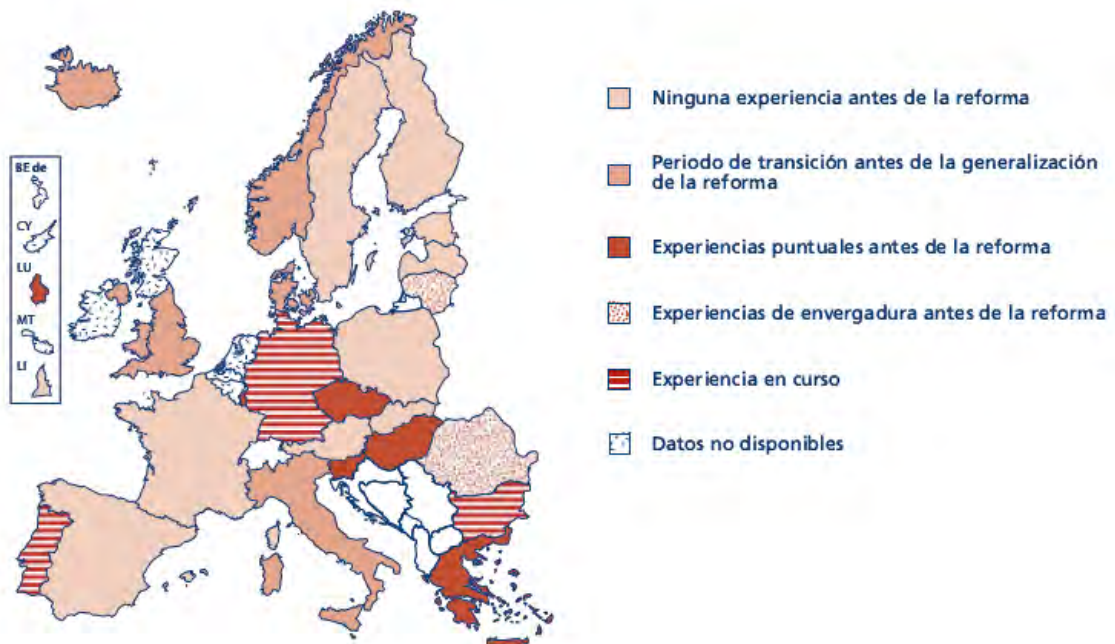 BE de
CY
LU
MT
LI
Ninguna experiencia antes de la reforma
Periodo de transición antes de la generalización
de la reforma
Experiencias puntuales antes de la reforma
Experiencias de envergadura antes de la reforma
Experiencia en curso
Datos no disponibles